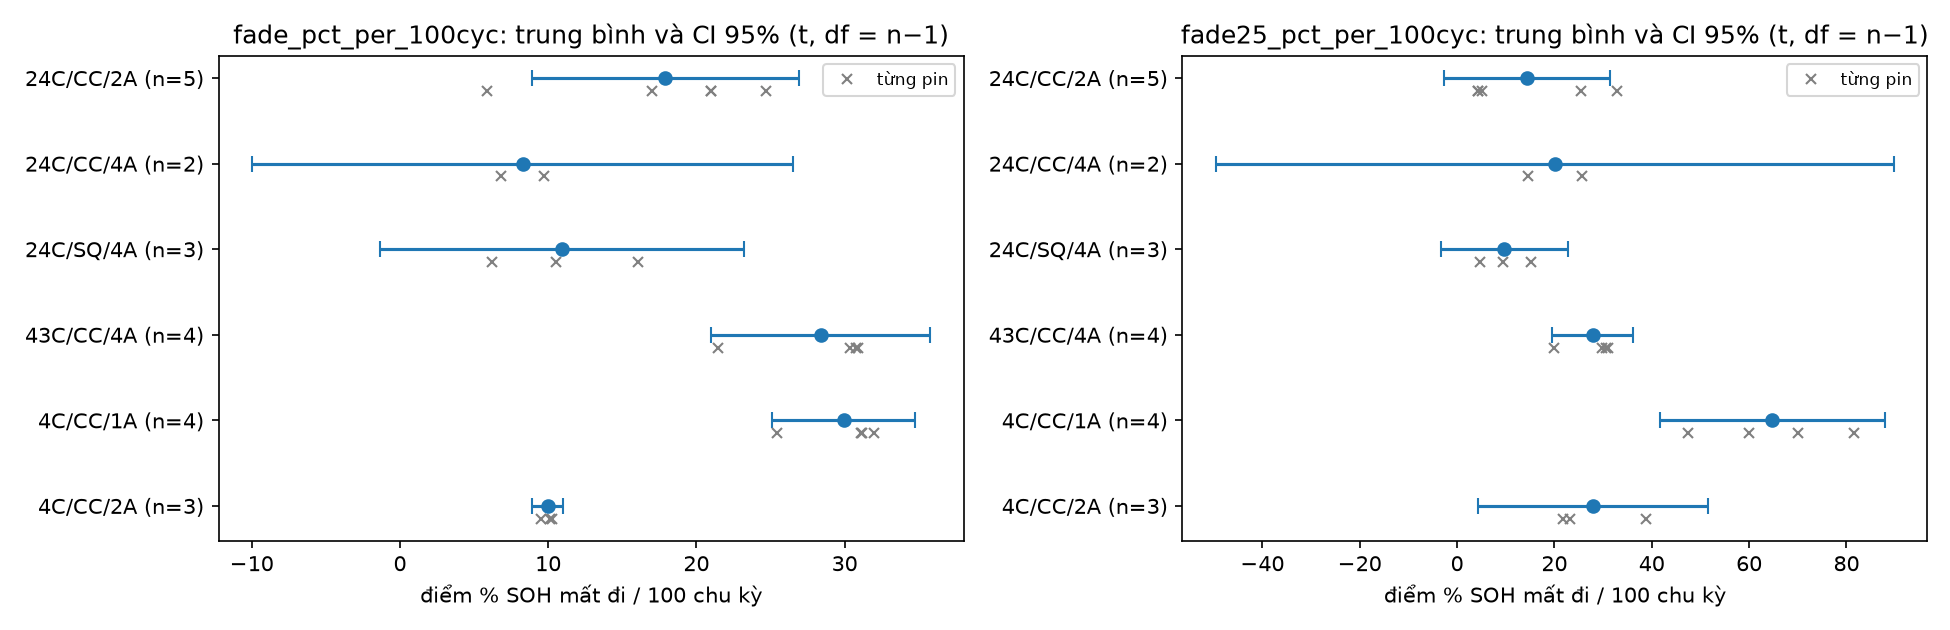 fade_pct_per_100cyc: trung bình và CI 95% (t, df = n−1)
24C/CC/2A (n=5)
24C/CC/4A (n=2)
24C/SQ/4A (n=3)
43C/CC/4A (n=4)
4C/CC/1A (n=4)
4C/CC/2A (n=3)
từng pin
−10 0 10 20 30
điểm % SOH mất đi / 100 chu kỳ
fade25_pct_per_100cyc: trung bình và CI 95% (t, df = n−1)
24C/CC/2A (n=5)
24C/CC/4A (n=2)
24C/SQ/4A (n=3)
43C/CC/4A (n=4)
4C/CC/1A (n=4)
4C/CC/2A (n=3)
từng pin
−40 −20 0 20 40 60 80
điểm % SOH mất đi / 100 chu kỳ